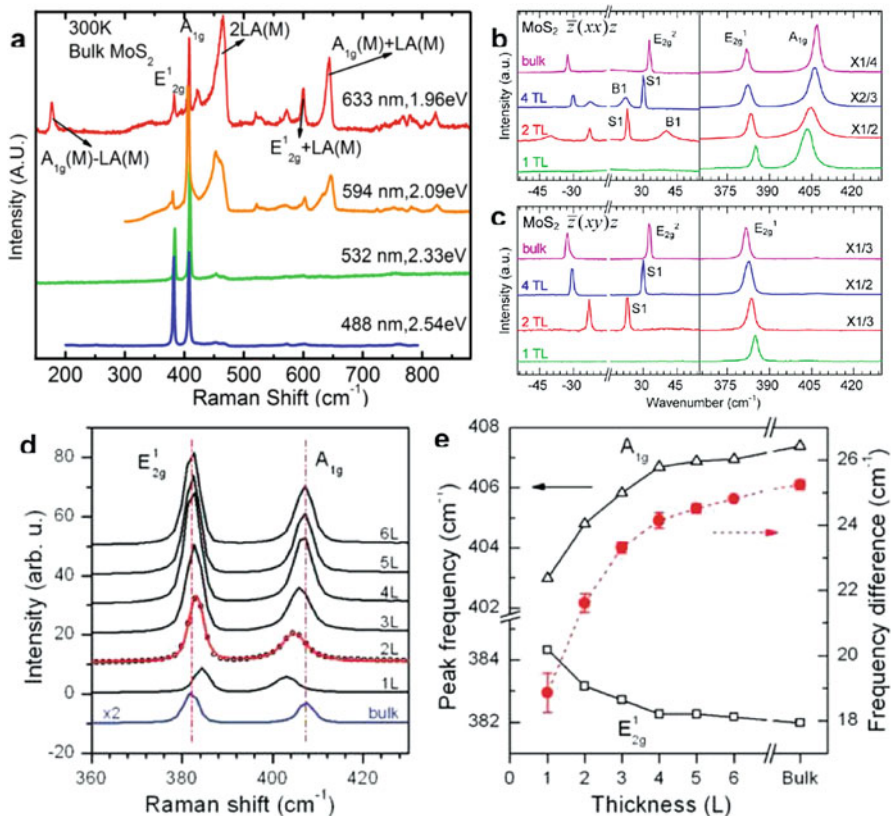 a
300K
Bulk MoS2
A1g
2LA(M)
A1g(M)+LA(M)
E12g
633 nm,1.96eV
A1g(M)-LA(M)
E12g+LA(M)
594 nm,2.09eV
532 nm,2.33eV
488 nm,2.54eV
Intensity (A.U.)
200 300 400 500 600 700 800
Raman Shift (cm-1)
b
MoS2 z̅(xx)z
E2g2
E2g1
A1g
bulk
X1/4
4 TL
B1
S1
X2/3
2 TL
S1
B1
X1/2
1 TL
Intensity (a.u.)
-45 -30 15 30 45 375 390 405 420
c
MoS2 z̅(xy)z
E2g2
E2g1
bulk
X1/3
4 TL
S1
X1/2
2 TL
S1
X1/3
1 TL
Intensity (a.u.)
-45 -30 15 30 45 375 390 405 420
Wavenumber (cm-1)
d
80
70
60
50
40
30
20
10
0
-10
-20
E12g
A1g
6L
5L
4L
3L
2L
1L
x2
bulk
Intensity (arb. u.)
360 380 400 420
Raman shift (cm-1)
e
408
406
404
402
384
382
A1g
E12g
26
24
22
20
18
Peak frequency (cm-1)
Frequency difference (cm-1)
0 1 2 3 4 5 6 Bulk
Thickness (L)